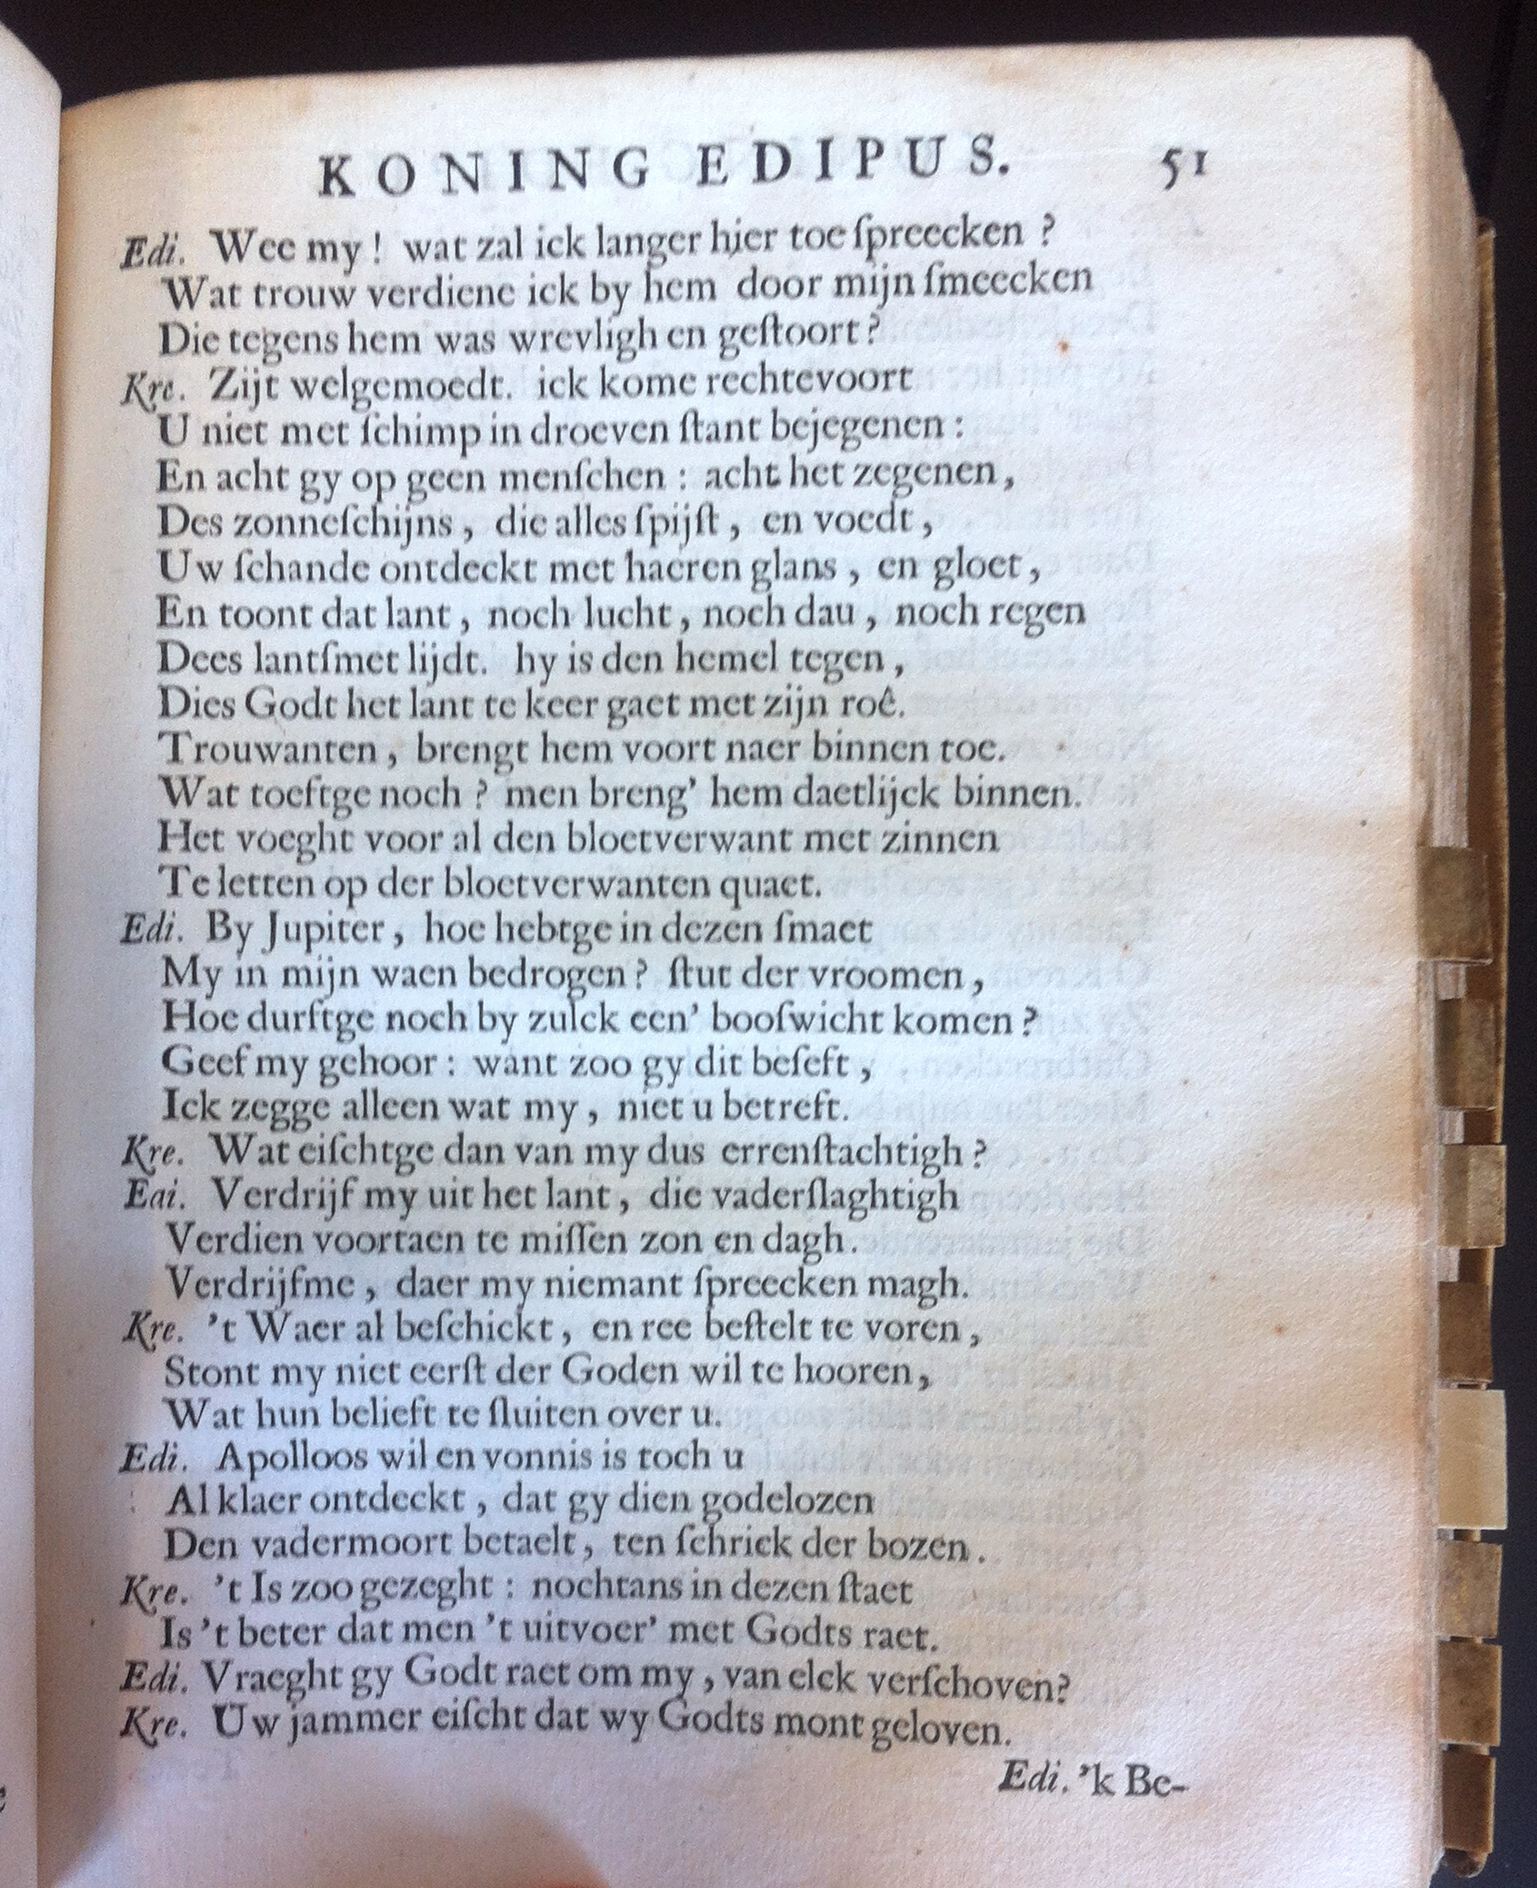 KONING EDIPUS. 51
Edi. Wee my! wat zal ick langer hier toe ſpreecken?
Wat trouw verdiene ick by hem door mijn ſmeecken
Die tegens hem was wrevligh en geſtoort?
Kre. Zijt welgemoedt. ick kome rechtevoort
U niet met ſchimp in droeven ſtant bejegenen:
En acht gy op geen menſchen: acht het zegenen,
Des zonneſchijns, die alles ſpijſt, en voedt,
Uw ſchande ontdeckt met haeren glans, en gloet,
En toont dat lant, noch lucht, noch dau, noch regen
Dees lantſmet lijdt. hy is den hemel tegen,
Dies Godt het lant te keer gaet met zijn roê.
Trouwanten, brengt hem voort naer binnen toe.
Wat toeftge noch? men breng' hem daetlijck binnen.
Het voeght voor al den bloetverwant met zinnen
Te letten op der bloetverwanten quaet.
Edi. By Jupiter, hoe hebtge in dezen ſmaet
My in mijn waen bedrogen? ſtut der vroomen,
Hoe durftge noch by zulck een' booſwicht komen?
Geef my gehoor: want zoo gy dit beſeft,
Ick zegge alleen wat my, niet u betreft.
Kre. Wat eiſchtge dan van my dus errenſtachtigh?
Eai. Verdrijf my uit het lant, die vaderſlaghtigh
Verdien voortaen te miſſen zon en dagh.
Verdrijfme, daer my niemant ſpreecken magh.
Kre. 't Waer al beſchickt, en ree beſtelt te voren,
Stont my niet eerſt der Goden wil te hooren,
Wat hun belieft te ſluiten over u.
Edi. Apolloos wil en vonnis is toch u
Al klaer ontdeckt, dat gy dien godelozen
Den vadermoort betaelt, ten ſchrick der bozen.
Kre. 't Is zoo gezeght: nochtans in dezen ſtaet
Is 't beter dat men 't uitvoer' met Godts raet.
Edi. Vraeght gy Godt raet om my, van elck verſchoven?
Kre. Uw jammer eiſcht dat wy Godts mont geloven.
Edi. 'k Be-